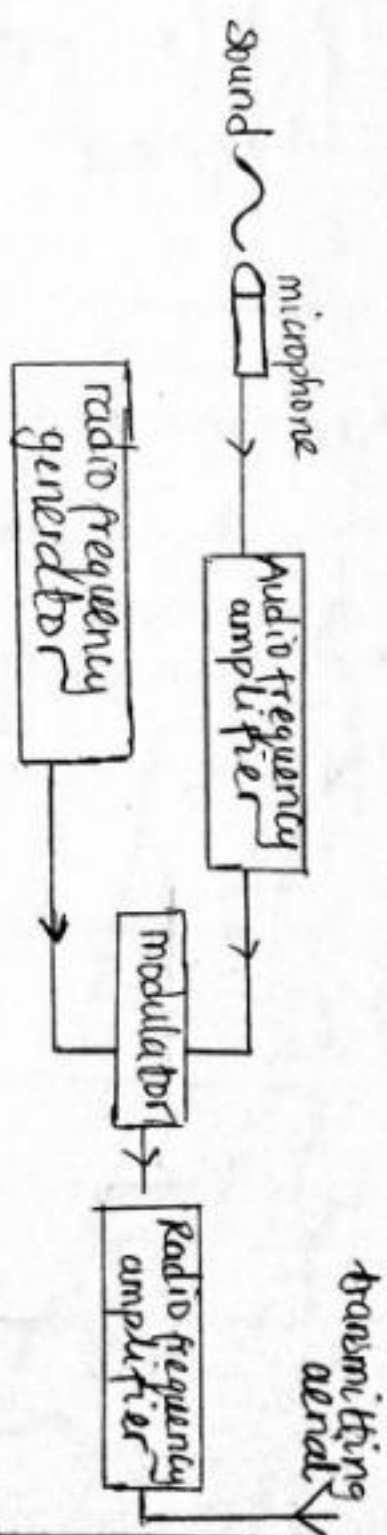 sound
microphone
Audio frequency
amplifier
radio frequency
generator
modulator
Radio frequency
amplifier
transmitting
aerial